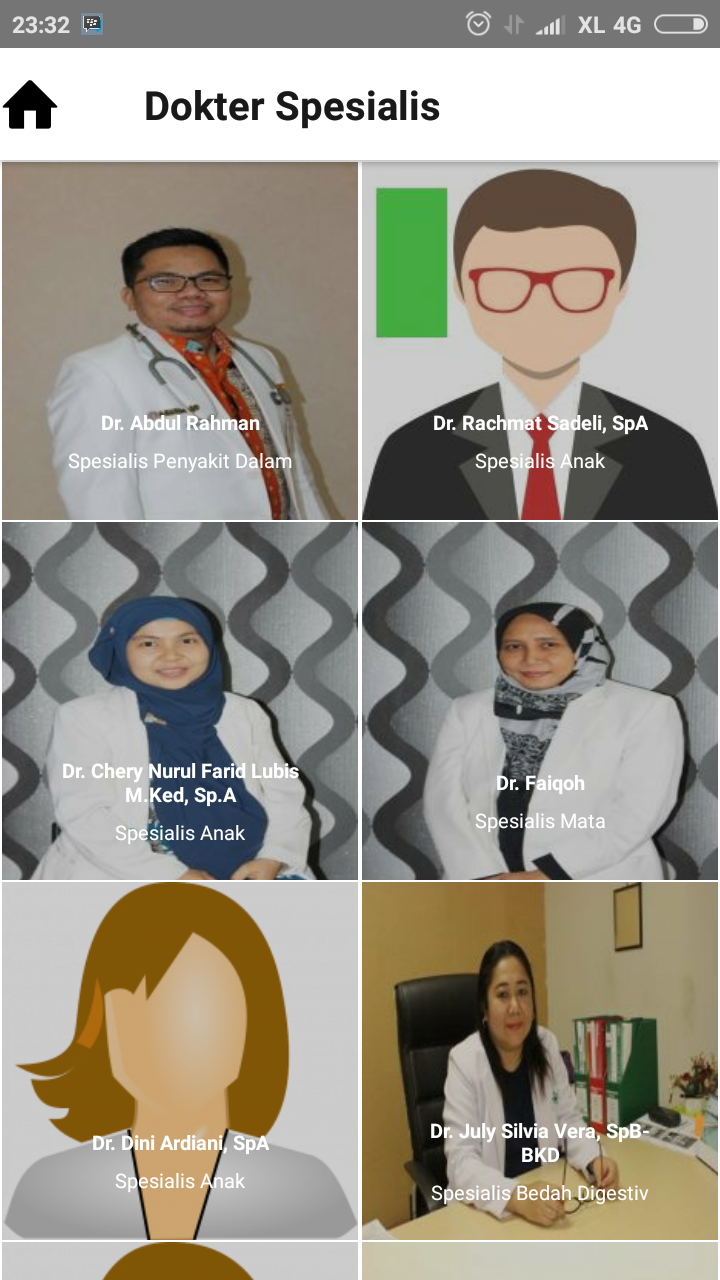 23:32
XL 4G
Dokter Spesialis
Dr. Abdul Rahman
Spesialis Penyakit Dalam
Dr. Rachmat Sadeli, SpA
Spesialis Anak
Dr. Chery Nurul Farid Lubis
M.Ked, Sp.A
Spesialis Anak
Dr. Faiqoh
Spesialis Mata
Dr. Dini Ardiani, SpA
Spesialis Anak
Dr. July Silvia Vera, SpB-
BKD
Spesialis Bedah Digestiv